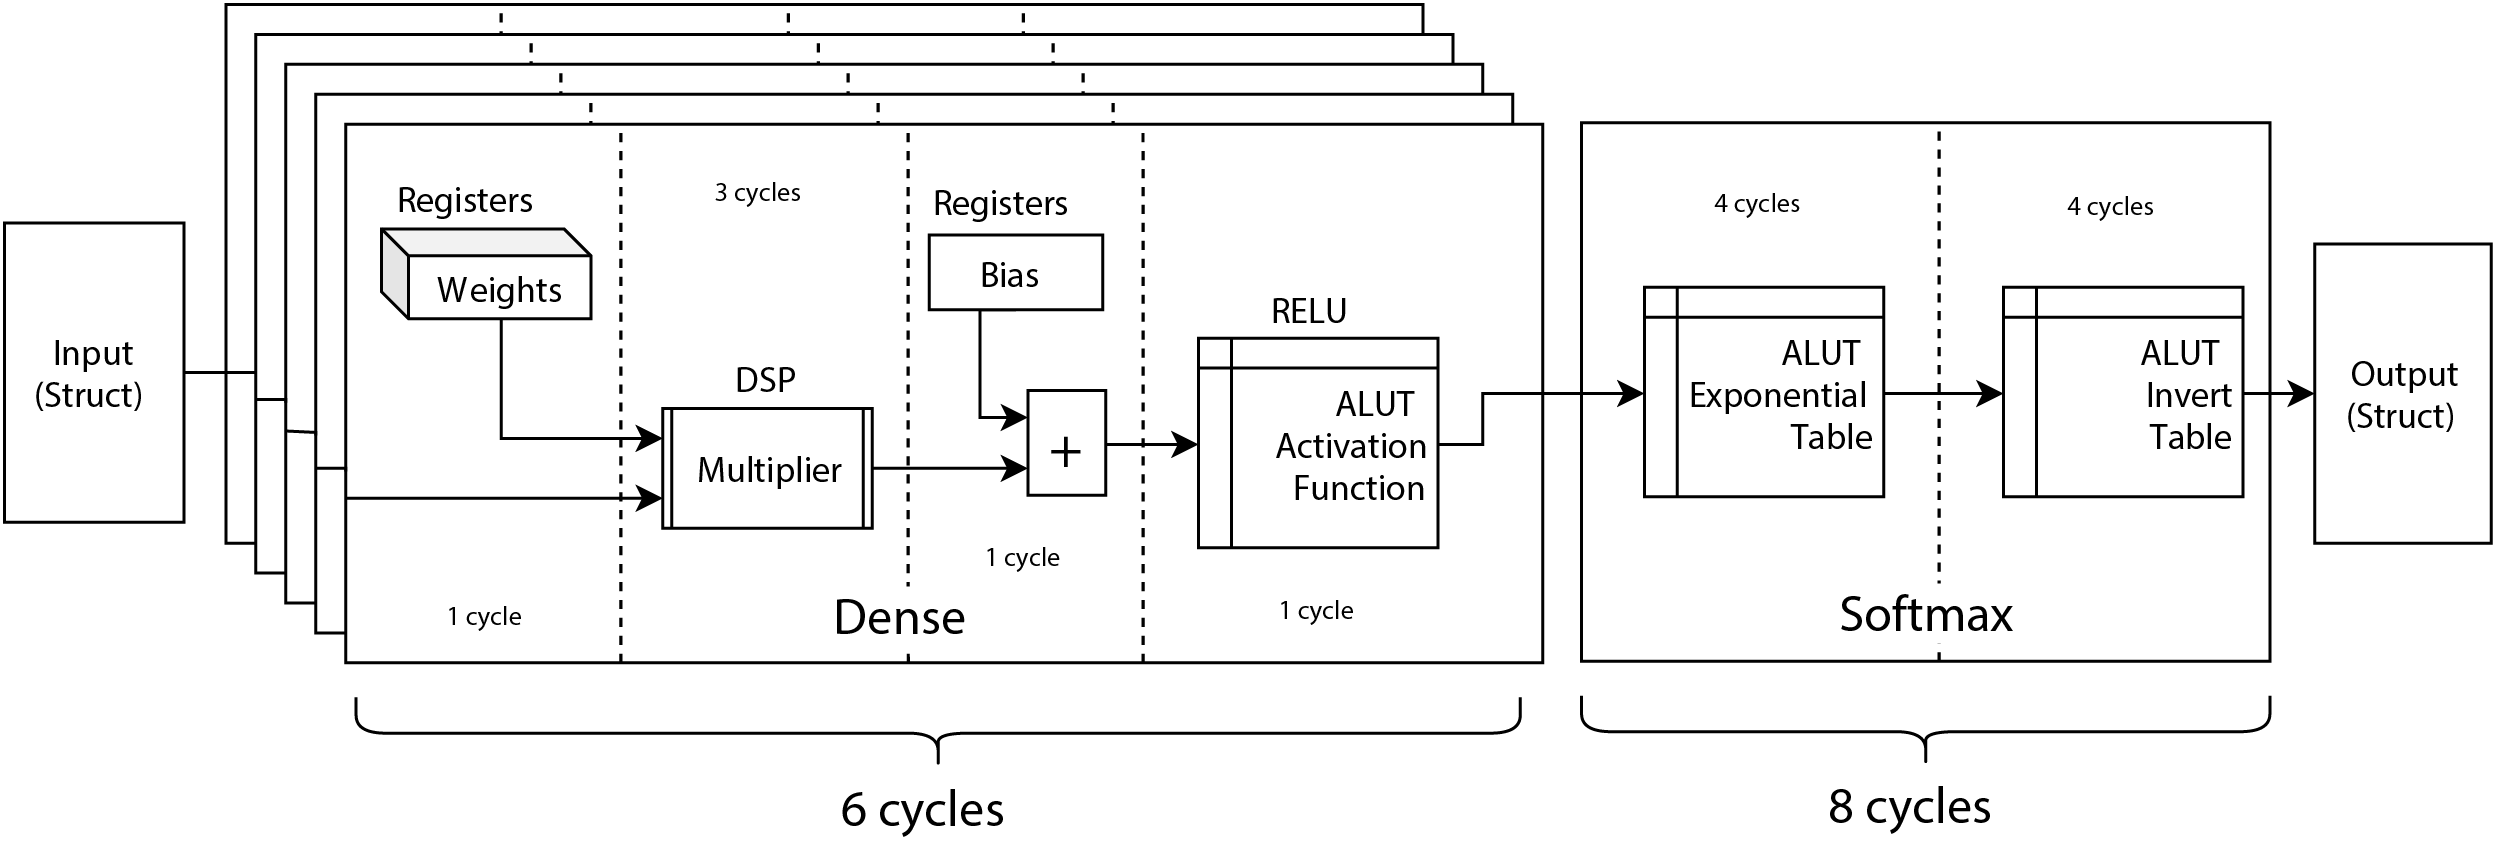 Input
(Struct)
Registers
Weights
1 cycle
3 cycles
DSP
Multiplier
Registers
Bias
+
1 cycle
RELU
ALUT
Activation
Function
1 cycle
Dense
6 cycles
4 cycles
ALUT
Exponential
Table
4 cycles
ALUT
Invert
Table
Softmax
8 cycles
Output
(Struct)